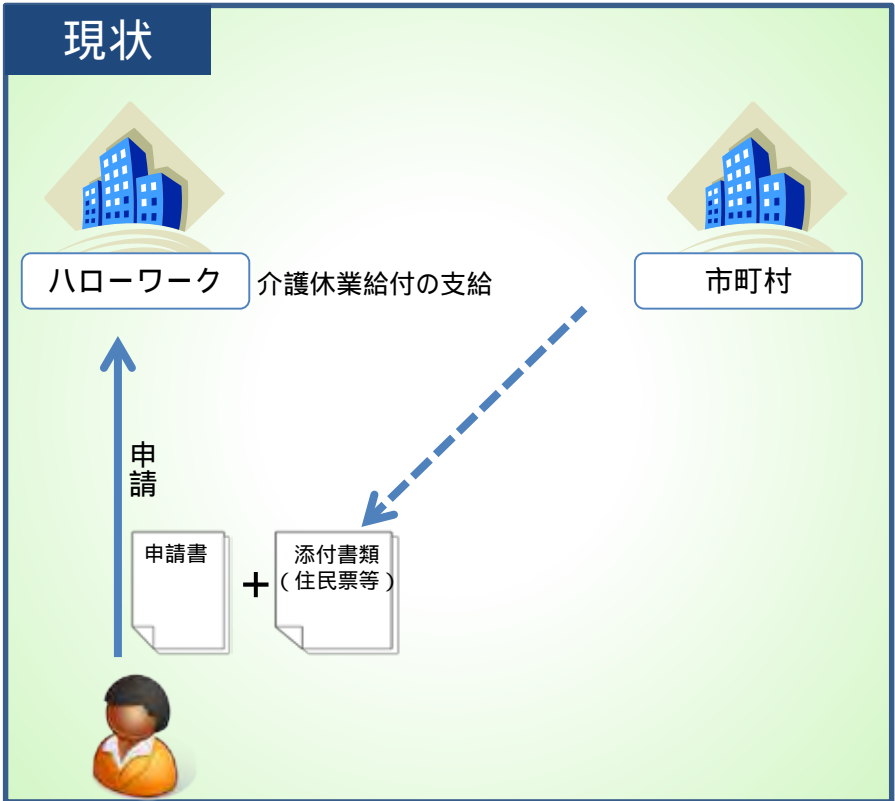 現状
ハローワーク
介護休業給付の支給
市町村
申請
申請書
+
添付書類
(住民票等)